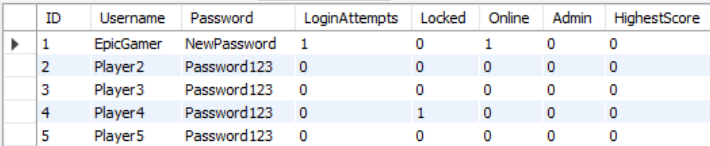 ID Username Password LoginAttempts Locked Online Admin HighestScore
1 EpicGamer NewPassword 1 0 1 0 0
2 Player2 Password123 0 0 0 0 0
3 Player3 Password123 0 0 0 0 0
4 Player4 Password123 0 1 0 0 0
5 Player5 Password123 0 0 0 0 0